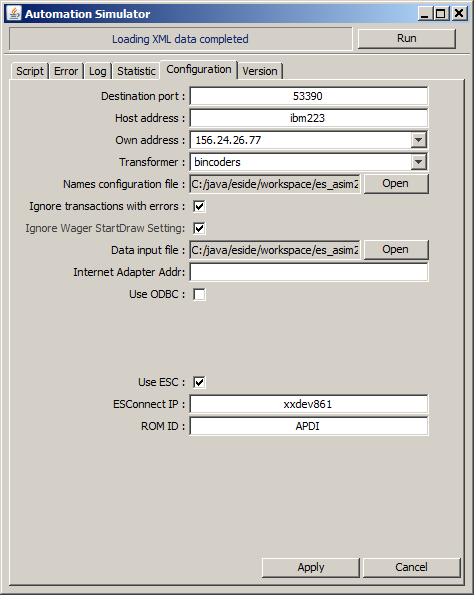 Automation Simulator
Loading XML data completed Run
Script Error Log Statistic Configuration Version
Destination port : 53390
Host address : ibm223
Own address : 156.24.26.77
Transformer : bincoders
Names configuration file : C:/java/eside/workspace/es_asim2 Open
Ignore transactions with errors :
Ignore Wager StartDraw Setting:
Data input file : C:/java/eside/workspace/es_asim2 Open
Internet Adapter Addr:
Use ODBC :
Use ESC :
ESConnect IP : xxdev861
ROM ID : APDI
Apply Cancel